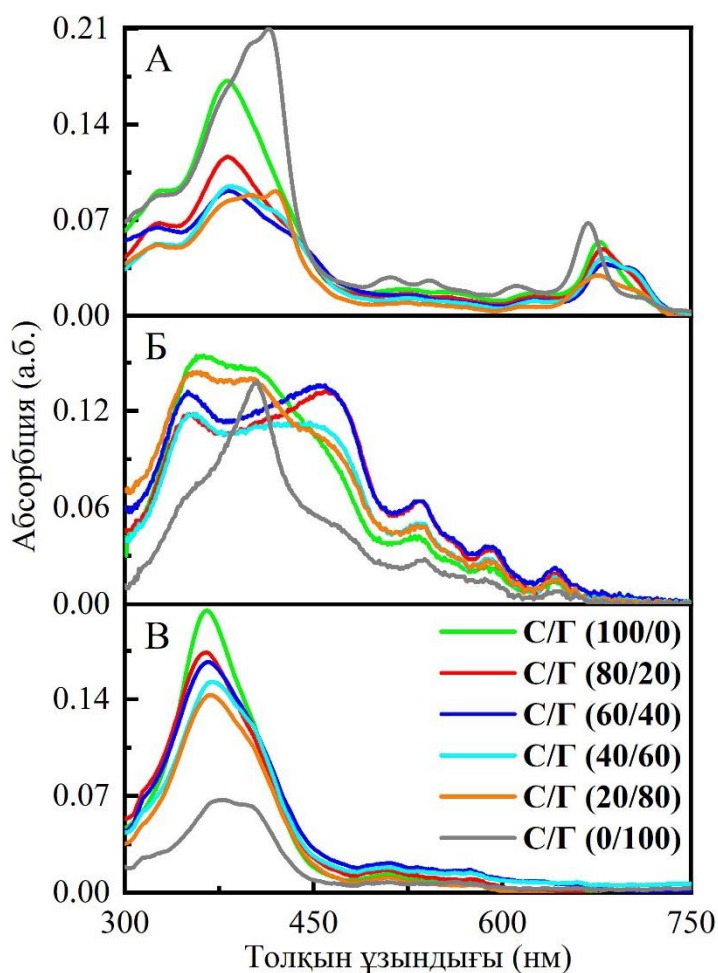 0.21
А
0.14
0.07
0.00
Б
0.12
0.06
0.00
В
0.14
0.07
0.00
Абсорбция (а.б.)
С/Г (100/0)
С/Г (80/20)
С/Г (60/40)
С/Г (40/60)
С/Г (20/80)
С/Г (0/100)
300 450 600 750
Толқын ұзындығы (нм)